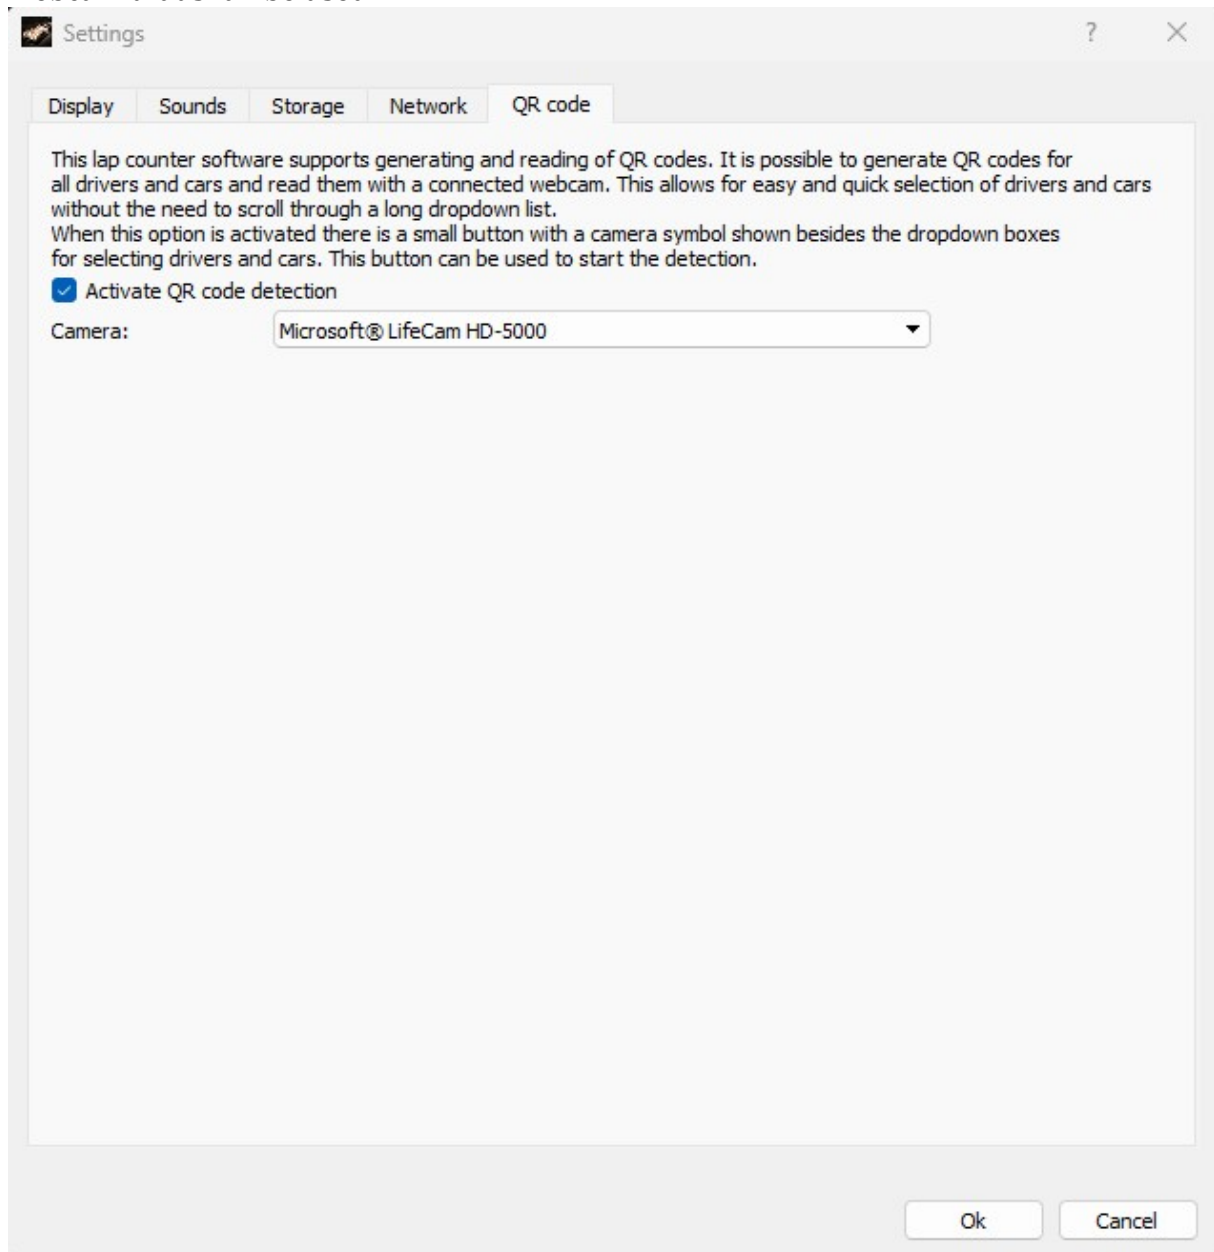 Settings
?
Display Sounds Storage Network QR code
This lap counter software supports generating and reading of QR codes. It is possible to generate QR codes for
all drivers and cars and read them with a connected webcam. This allows for easy and quick selection of drivers and cars
without the need to scroll through a long dropdown list.
When this option is activated there is a small button with a camera symbol shown besides the dropdown boxes
for selecting drivers and cars. This button can be used to start the detection.
Activate QR code detection
Camera: Microsoft® LifeCam HD-5000
Ok Cancel